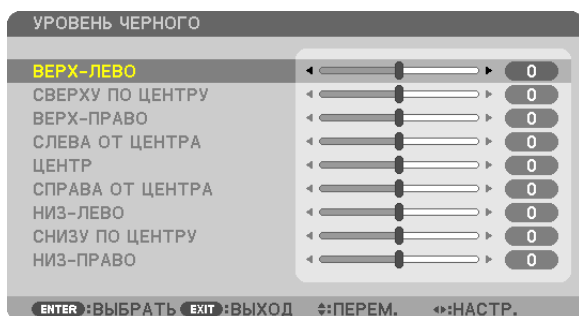 УРОВЕНЬ ЧЕРНОГО
ВЕРХ-ЛЕВО 0
СВЕРХУ ПО ЦЕНТРУ 0
ВЕРХ-ПРАВО 0
СЛЕВА ОТ ЦЕНТРА 0
ЦЕНТР 0
СПРАВА ОТ ЦЕНТРА 0
НИЗ-ЛЕВО 0
СНИЗУ ПО ЦЕНТРУ 0
НИЗ-ПРАВО 0
ENTER :ВЫБРАТЬ EXIT :ВЫХОД :ПЕРЕМ. :НАСТР.